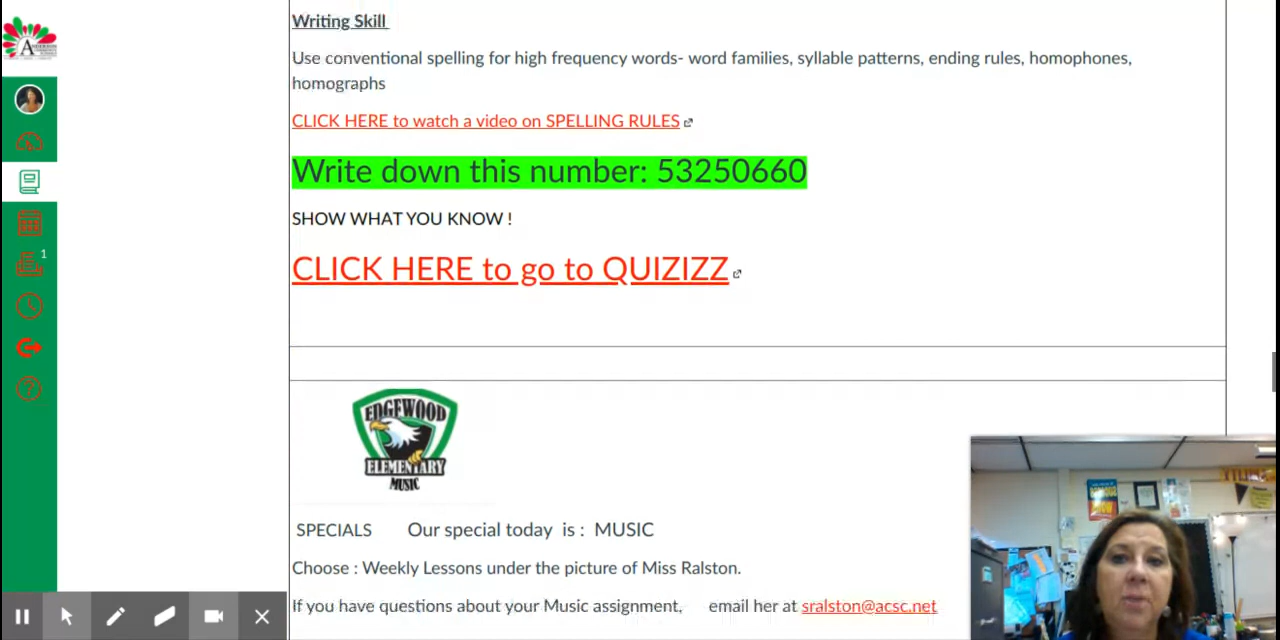 Writing Skill
Use conventional spelling for high frequency words- word families, syllable patterns, ending rules, homophones,
homographs
CLICK HERE to watch a video on SPELLING RULES
Write down this number: 53250660
SHOW WHAT YOU KNOW !
CLICK HERE to go to QUIZIZZ
1
EDGEWOOD
ELEMENTARY
MUSIC
SPECIALS Our special today is : MUSIC
Choose : Weekly Lessons under the picture of Miss Ralston.
If you have questions about your Music assignment, email her at sralston@acsc.net